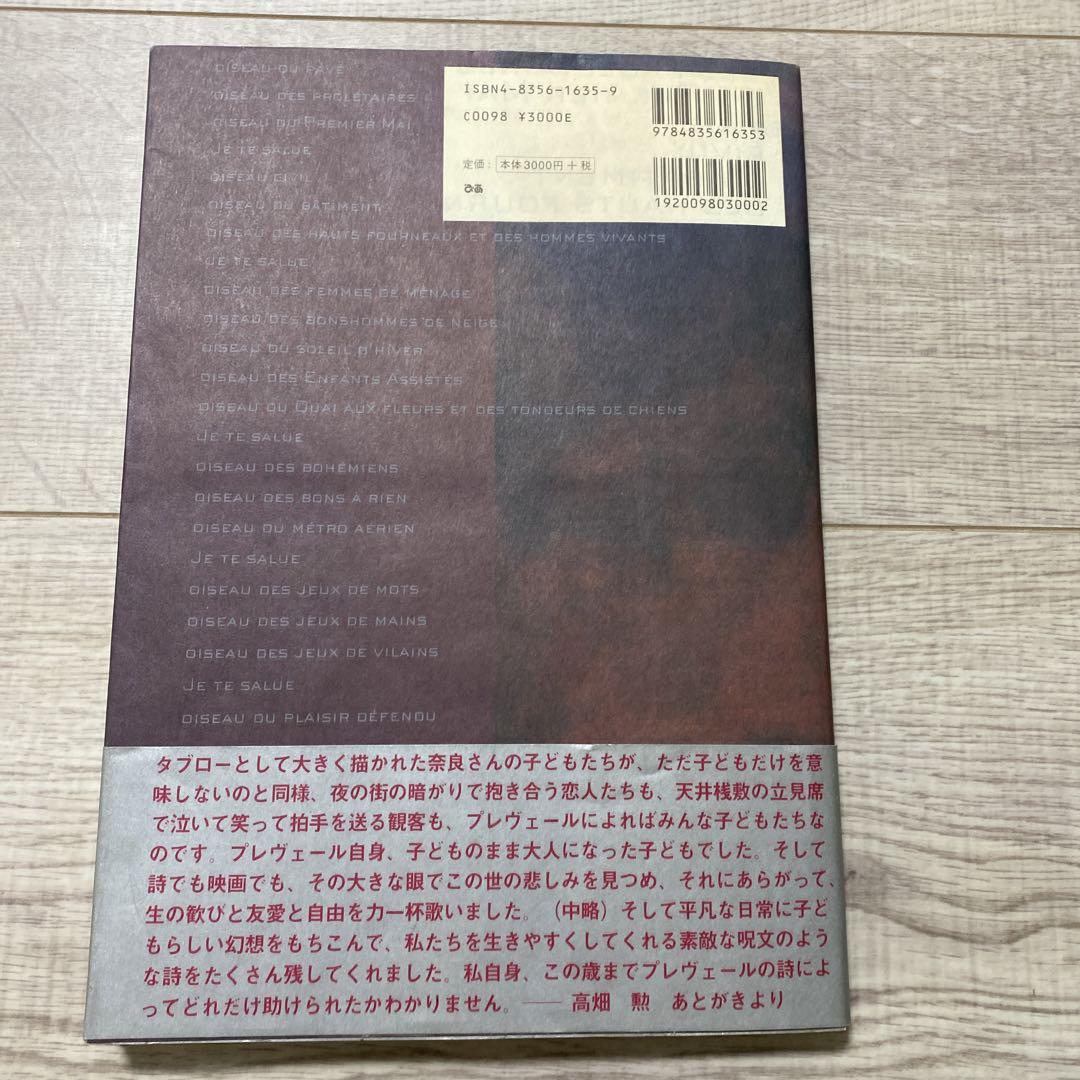 OISEAU DU PAVÉ
OISEAU DES PROLÉTAIRES
OISEAU DU PREMIER MAI
JE TE SALUE
OISEAU CIVIL
OISEAU DU BÂTIMENT
OISEAU DES HAUTS FOURNEAUX ET DES HOMMES VIVANTS
JE TE SALUE
OISEAU DES FEMMES DE MÉNAGE
OISEAU DES BONSHOMMES DE NEIGE
OISEAU DU SOLEIL D'HIVER
OISEAU DES ENFANTS ASSISTÉS
OISEAU DU QUAI AUX FLEURS ET DES TONDEURS DE CHIENS
JE TE SALUE
OISEAU DES BOHÉMIENS
OISEAU DES BONS À RIEN
OISEAU DU MÉTRO AÉRIEN
JE TE SALUE
OISEAU DES JEUX DE MOTS
OISEAU DES JEUX DE MAINS
OISEAU DES JEUX DE VILAINS
JE TE SALUE
OISEAU DU PLAISIR DÉFENDU
ISBN4-8356-1635-9
C0098 ¥3000E
定価：本体3000円+税
ぴあ
9784835616353
1920098030002
タブローとして大きく描かれた奈良さんの子どもたちが、ただ子どもだけを意
味しないのと同様、夜の街の暗がりで抱き合う恋人たちも、天井桟敷の立見席
で泣いて笑って拍手を送る観客も、プレヴェールによればみんな子どもたちな
のです。プレヴェール自身、子どものまま大人になった子どもでした。そして
詩でも映画でも、その大きな眼でこの世の悲しみを見つめ、それにあらがって、
生の歓びと友愛と自由を力一杯歌いました。（中略）そして平凡な日常に子ど
もらしい幻想をもちこんで、私たちを生きやすくしてくれる素敵な呪文のよう
な詩をたくさん残してくれました。私自身、この歳までプレヴェールの詩によ
ってどれだけ助けられたかわかりません。――高畑 勲 あとがきより